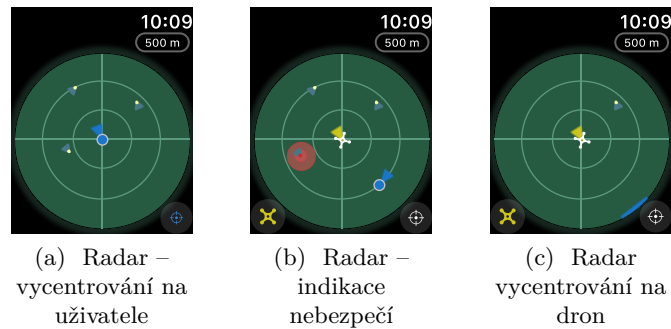 10:09
500 m
10:09
500 m
10:09
500 m
(a) Radar –
vycentrování na
uživatele
(b) Radar –
indikace
nebezpečí
(c) Radar
vycentrování na
dron